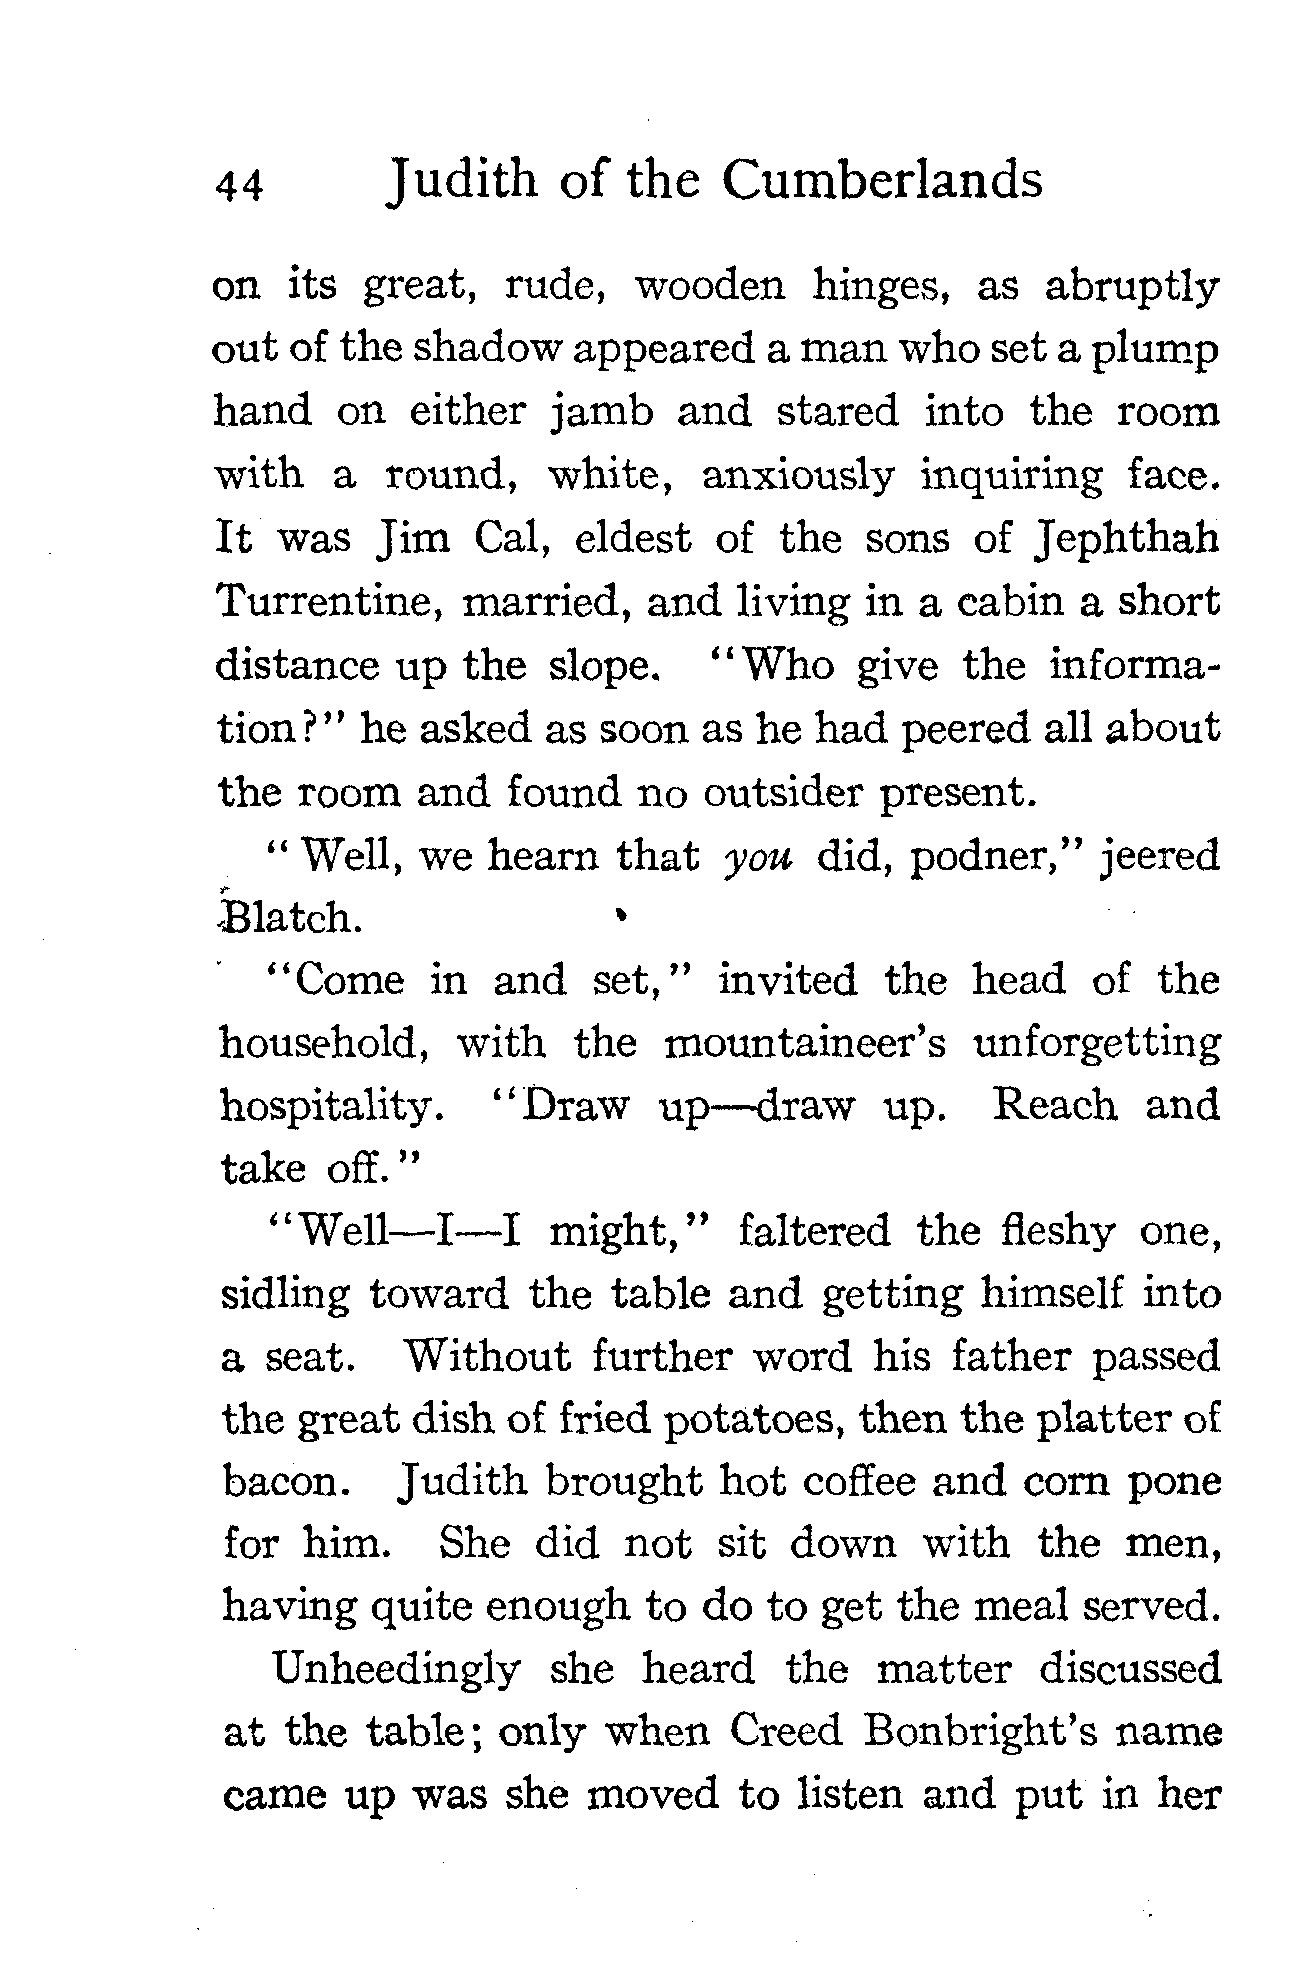 44 Judith of the Cumberlands
on its great, rude, wooden hinges, as abruptly
out of the shadow appeared a man who set a plump
hand on either jamb and stared into the room
with a round, white, anxiously inquiring face.
It was Jim Cal, eldest of the sons of Jephthah
Turrentine, married, and living in a cabin a short
distance up the slope. "Who give the informa-
tion?" he asked as soon as he had peered all about
the room and found no outsider present.
"Well, we hearn that you did, podner," jeered
Blatch.
"Come in and set," invited the head of the
household, with the mountaineer's unforgetting
hospitality. "Draw up—draw up. Reach and
take off."
"Well—I—I might," faltered the fleshy one,
sidling toward the table and getting himself into
a seat. Without further word his father passed
the great dish of fried potatoes, then the platter of
bacon. Judith brought hot coffee and corn pone
for him. She did not sit down with the men,
having quite enough to do to get the meal served.
Unheedingly she heard the matter discussed
at the table; only when Creed Bonbright's name
came up was she moved to listen and put in her